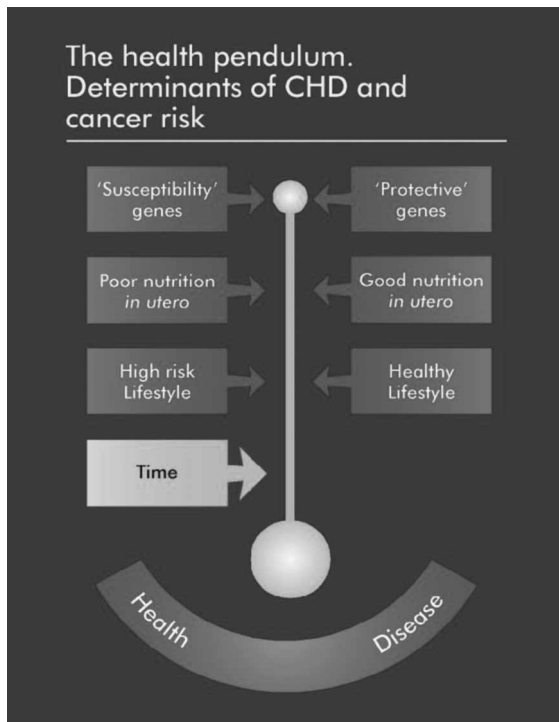 The health pendulum.
Determinants of CHD and
cancer risk
'Susceptibility'
genes
'Protective'
genes
Poor nutrition
in utero
Good nutrition
in utero
High risk
Lifestyle
Healthy
Lifestyle
Time
Health
Disease